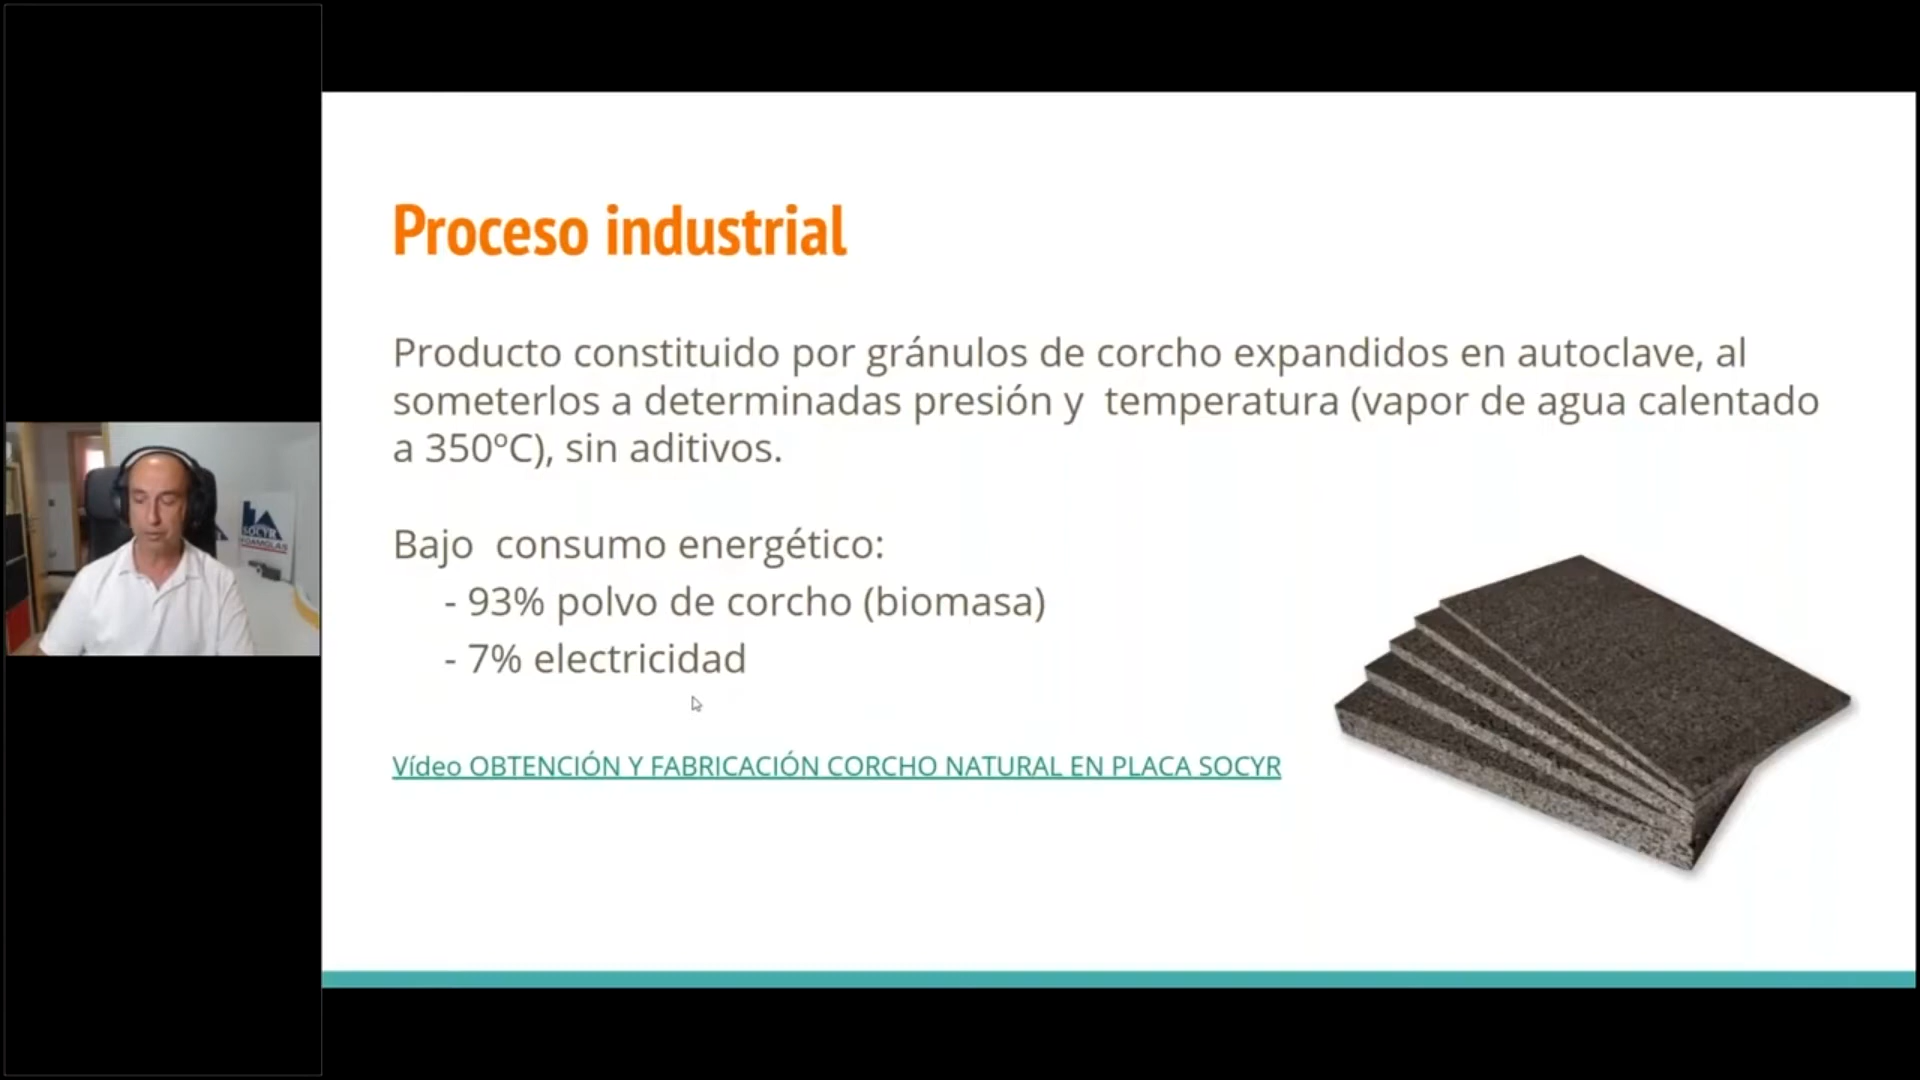 Proceso industrial
Producto constituido por gránulos de corcho expandidos en autoclave, al
someterlos a determinadas presión y  temperatura (vapor de agua calentado
a 350ºC), sin aditivos.
Bajo  consumo energético:
- 93% polvo de corcho (biomasa)
- 7% electricidad
Vídeo OBTENCIÓN Y FABRICACIÓN CORCHO NATURAL EN PLACA SOCYR
SOCYR
FOAMGLAS